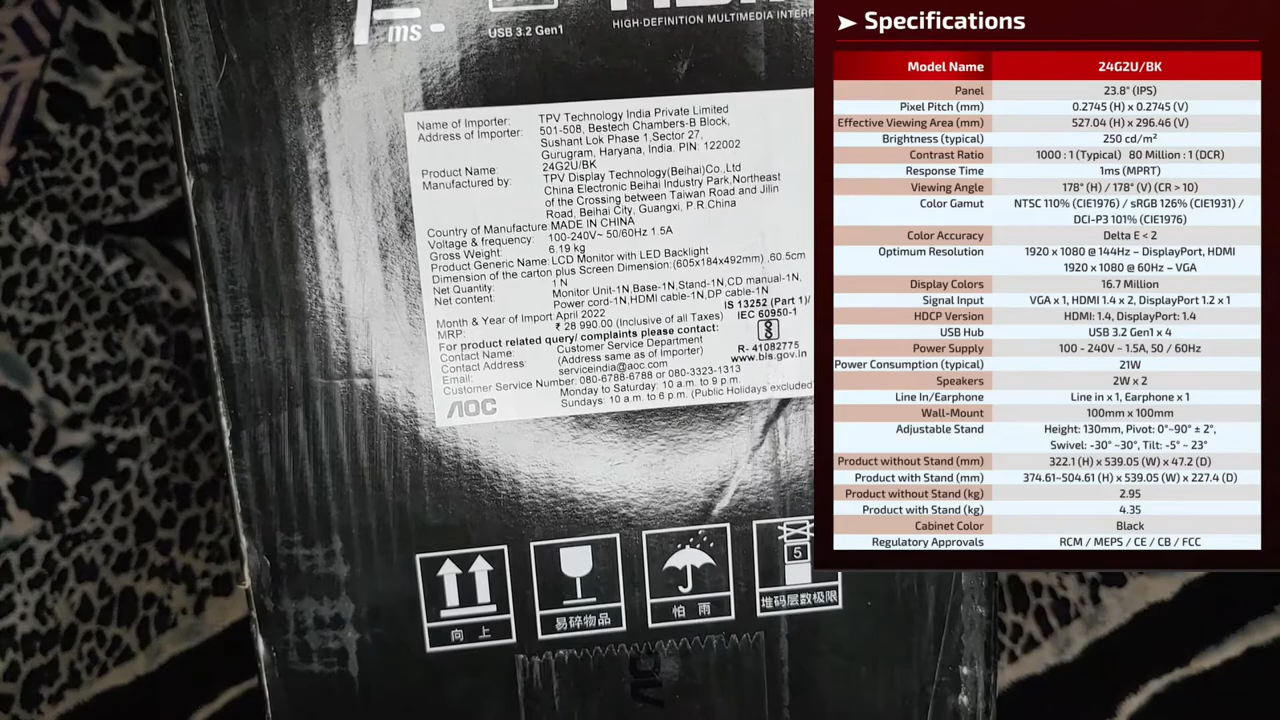 ms
USB 3.2 Gen1
HIGH-DEFINITION MULTIMEDIA
Name of Importer: TPV Technology India Private Limited
Address of Importer: 501-508, Bestech Chambers-B Block,
Sushant Lok Phase 1,Sector 27,
Gurugram, Haryana, India. PIN: 122002
Product Name: 24G2U/BK
Manufactured by: TPV Display Technology(Beihai)Co.,Ltd
China Electronic Beihai Industry Park,Northeast
of the Crossing between Taiwan Road and Jilin
Road, Beihai City, Guangxi, P.R.China
Country of Manufacture: MADE IN CHINA
Voltage & frequency: 100-240V~ 50/60Hz 1.5A
Gross Weight: 6.19 kg
Product Generic Name: LCD Monitor with LED Backlight
Dimension of the carton plus Screen Dimension:(605x184x492mm) ,60.5cm
Net Quantity: 1 N
Net content: Monitor Unit-1N,Base-1N,Stand-1N,CD manual-1N,
Power cord-1N,HDMI cable-1N,DP cable-1N
Month & Year of Import: April 2022
MRP: ₹ 28 990.00 (Inclusive of all Taxes)
IS 13252 (Part 1)/
IEC 60950-1
For product related query/ complaints please contact:
Contact Name: Customer Service Department
Contact Address: (Address same as of Importer)
Email: serviceindia@aoc.com
Customer Service Number: 080-6788-6788 or 080-3323-1313
Monday to Saturday: 10 a.m. to 9 p.m.
Sundays: 10 a.m. to 6 p.m. (Public Holidays excluded
R- 41082775
www.bis.gov.in
AOC
向 上
易碎物品
怕 雨
5
堆码层数极限
Specifications
Model Name 24G2U/BK
Panel 23.8" (IPS)
Pixel Pitch (mm) 0.2745 (H) x 0.2745 (V)
Effective Viewing Area (mm) 527.04 (H) x 296.46 (V)
Brightness (typical) 250 cd/m²
Contrast Ratio 1000 : 1 (Typical) 80 Million : 1 (DCR)
Response Time 1ms (MPRT)
Viewing Angle 178° (H) / 178° (V) (CR > 10)
Color Gamut NTSC 110% (CIE1976) / sRGB 126% (CIE1931) /
DCI-P3 101% (CIE1976)
Color Accuracy Delta E < 2
Optimum Resolution 1920 x 1080 @ 144Hz – DisplayPort, HDMI
1920 x 1080 @ 60Hz – VGA
Display Colors 16.7 Million
Signal Input VGA x 1, HDMI 1.4 x 2, DisplayPort 1.2 x 1
HDCP Version HDMI: 1.4, DisplayPort: 1.4
USB Hub USB 3.2 Gen1 x 4
Power Supply 100 - 240V ~ 1.5A, 50 / 60Hz
Power Consumption (typical) 21W
Speakers 2W x 2
Line In/Earphone Line in x 1, Earphone x 1
Wall-Mount 100mm x 100mm
Adjustable Stand Height: 130mm, Pivot: 0°~90° ± 2°,
Swivel: -30° ~30°, Tilt: -5° ~ 23°
Product without Stand (mm) 322.1 (H) x 539.05 (W) x 47.2 (D)
Product with Stand (mm) 374.61~504.61 (H) x 539.05 (W) x 227.4 (D)
Product without Stand (kg) 2.95
Product with Stand (kg) 4.35
Cabinet Color Black
Regulatory Approvals RCM / MEPS / CE / CB / FCC